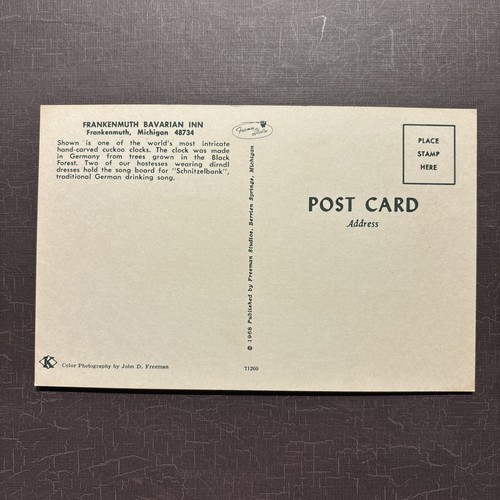 FRANKENMUTH BAVARIAN INN
Frankenmuth, Michigan 48734
Shown is one of the world's most intricate
hand-carved cuckoo clocks. The clock was made
in Germany from trees grown in the Black
Forest. Two of our hostesses wearing dirndl
dresses hold the song board for "Schnitzelbank",
traditional German drinking song.
K
Color Photography by John D. Freeman
© 1968 Published by Freeman Studios, Berrien Springs, Michigan
71260
PLACE
STAMP
HERE
POST CARD
Address